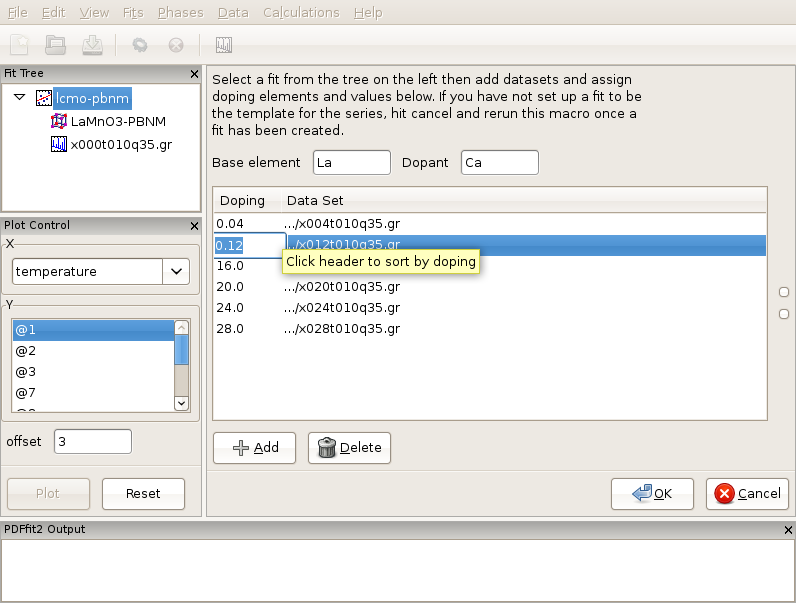 File Edit View Fits Phases Data Calculations Help
Fit Tree
lcmo-pbnm
LaMnO3-PBNM
x000t010q35.gr
Plot Control
X
temperature
Y
@1
@2
@3
@7
offset 3
Plot Reset
Select a fit from the tree on the left then add datasets and assign
doping elements and values below. If you have not set up a fit to be
the template for the series, hit cancel and rerun this macro once a
fit has been created.
Base element La Dopant Ca
Doping Data Set
0.04 .../x004t010q35.gr
0.12 .../x012t010q35.gr
Click header to sort by doping
16.0
20.0 .../x020t010q35.gr
24.0 .../x024t010q35.gr
28.0 .../x028t010q35.gr
Add Delete
OK Cancel
PDFfit2 Output